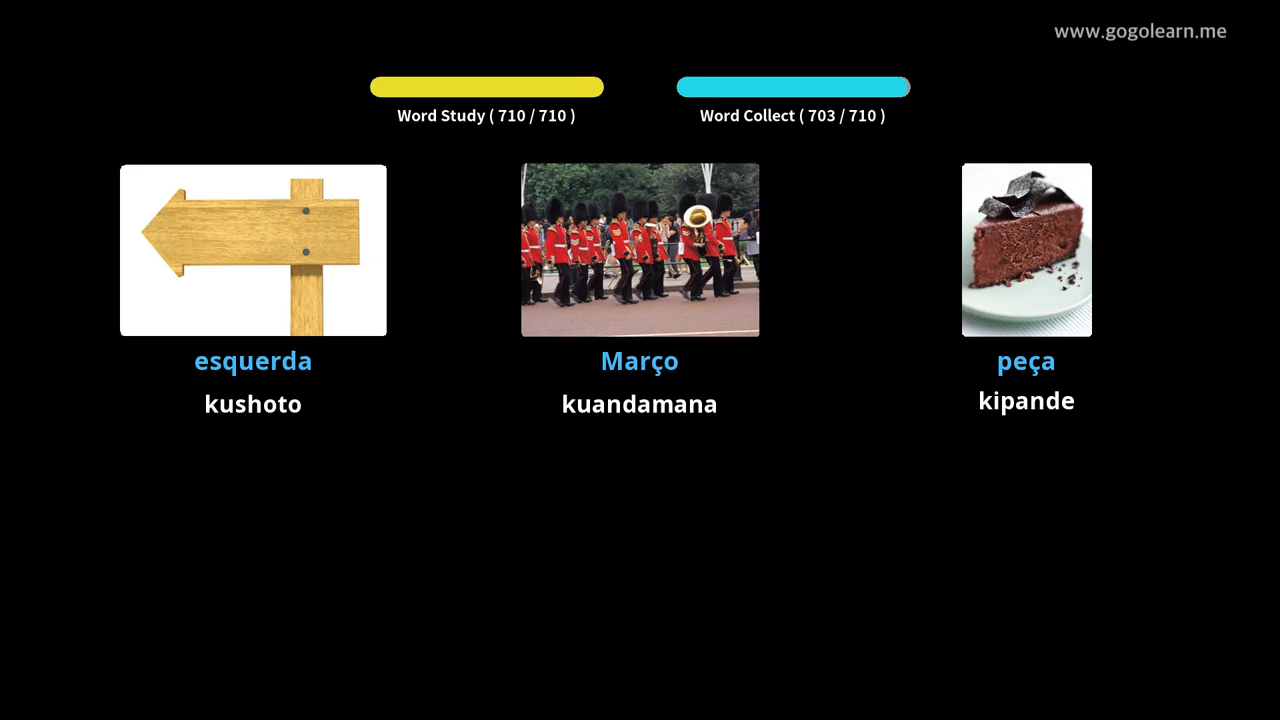 www.gogolearn.me
Word Study ( 710 / 710 )
Word Collect ( 703 / 710 )
esquerda
Março
peça
kushoto
kuandamana
kipande